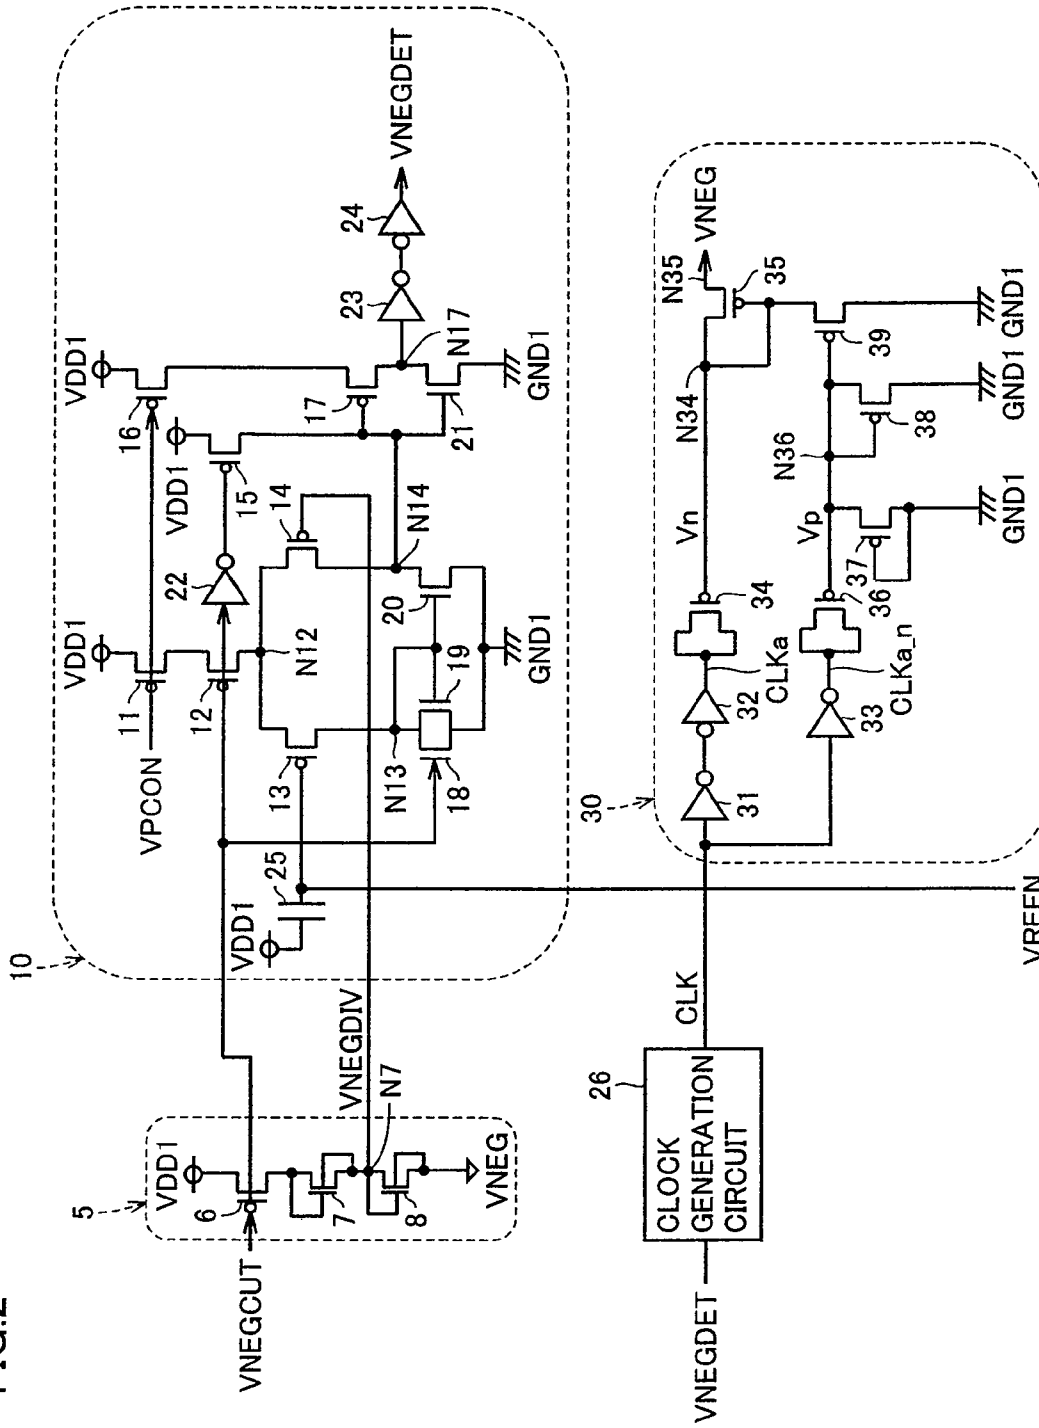 FIG.2
10
VDD1
VDD1
16
11
VPCON
22
VDD1
15
12
17
N17
23
24
VNEGDET
21
GND1
N12
14
13
N14
20
N13
19
18
GND1
VDD1
25
5
VDD1
6
VNEGCUT
7
8
VNEGDIV
N7
VNEG
30
VNEGDET
26
CLOCK
GENERATION
CIRCUIT
CLK
31
32
CLKa
34
Vn
N34
N35
VNEG
35
33
CLKa_n
36
37
Vp
N36
38
39
GND1
GND1
GND1
VREFN